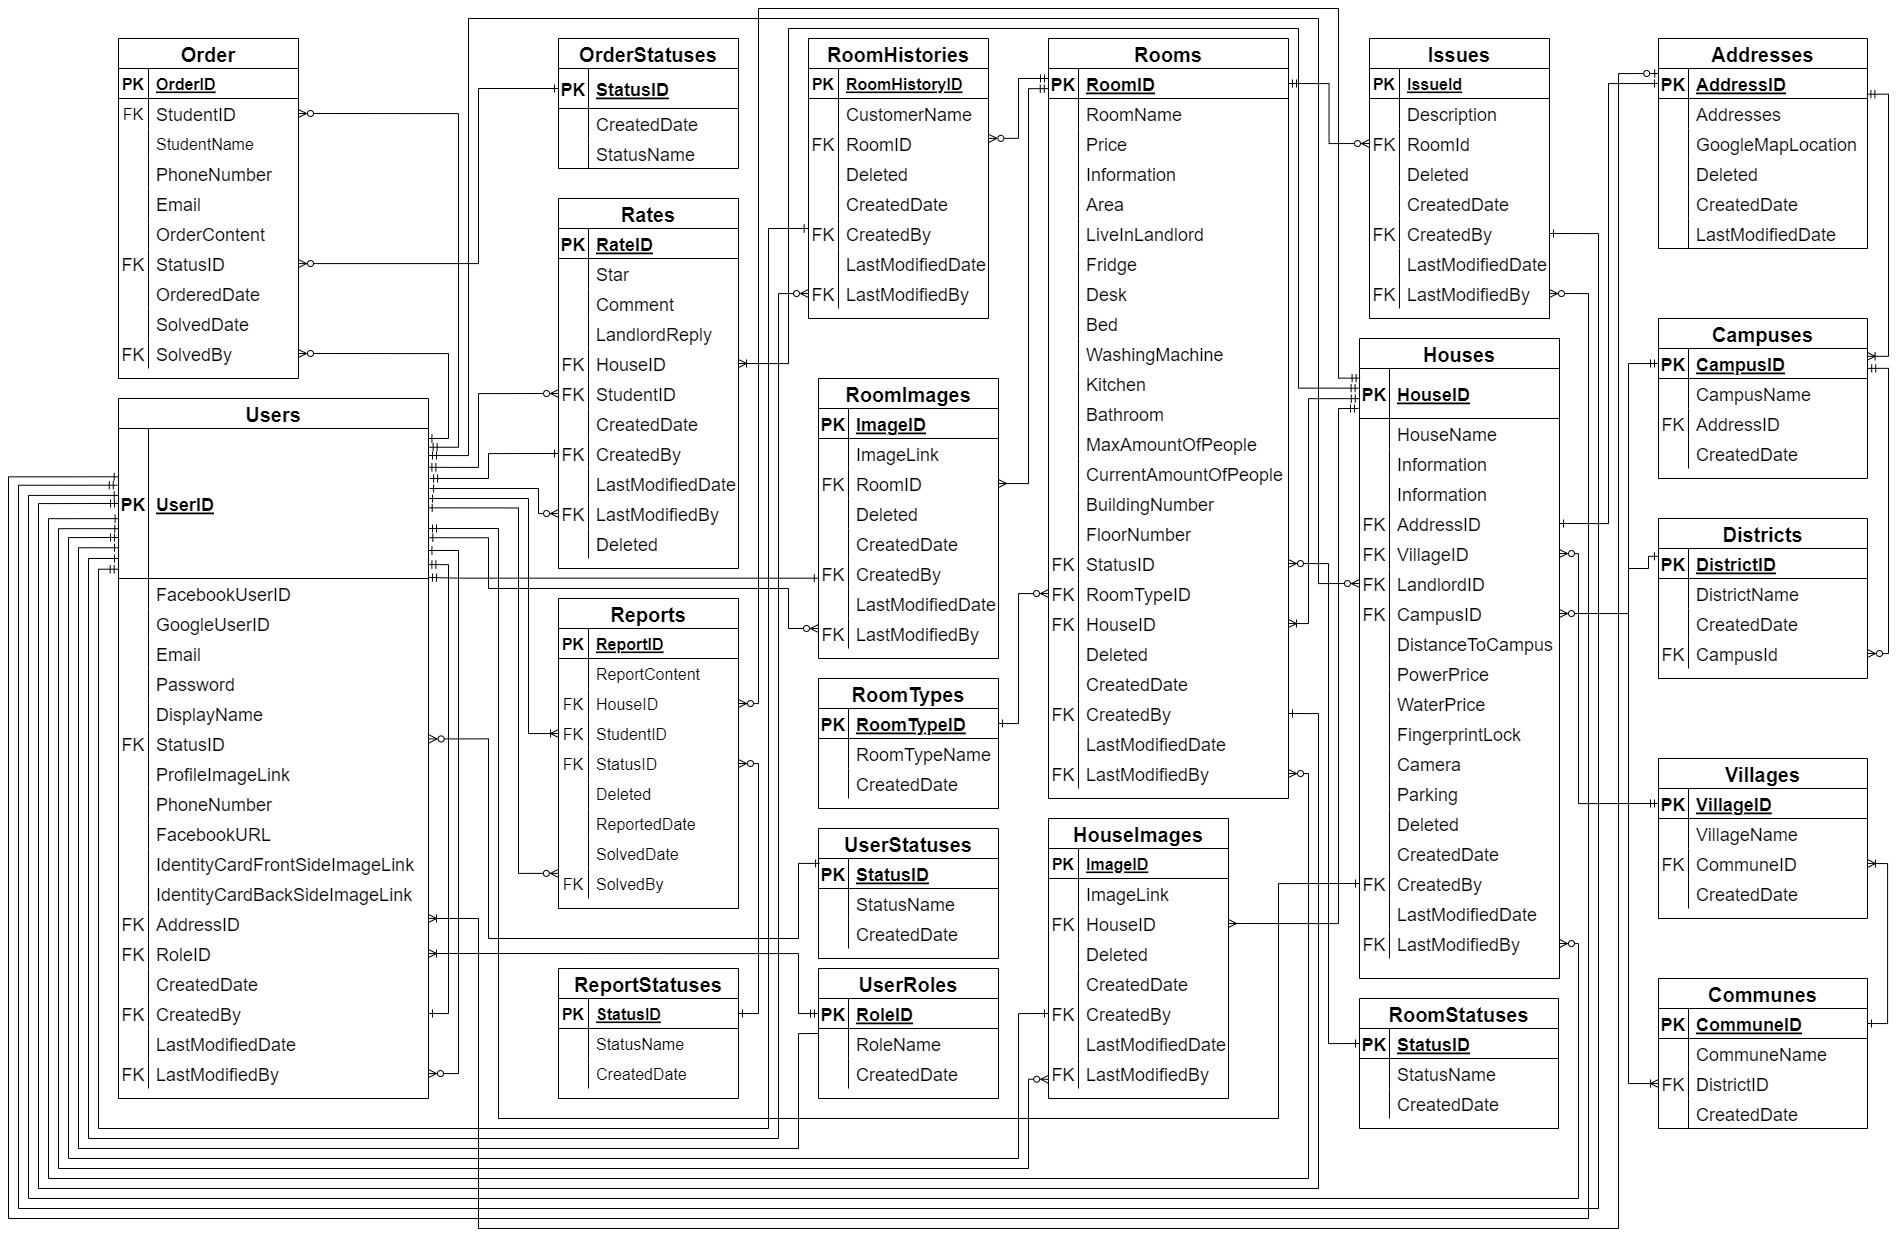 Order
PK OrderID
FK StudentID
StudentName
PhoneNumber
Email
OrderContent
FK StatusID
OrderedDate
SolvedDate
FK SolvedBy
Users
PK UserID
FacebookUserID
GoogleUserID
Email
Password
DisplayName
FK StatusID
ProfileImageLink
PhoneNumber
FacebookURL
IdentityCardFrontSideImageLink
IdentityCardBackSideImageLink
FK AddressID
FK RoleID
CreatedDate
FK CreatedBy
LastModifiedDate
FK LastModifiedBy
OrderStatuses
PK StatusID
CreatedDate
StatusName
Rates
PK RateID
Star
Comment
LandlordReply
FK HouseID
FK StudentID
CreatedDate
FK CreatedBy
LastModifiedDate
FK LastModifiedBy
Deleted
Reports
PK ReportID
ReportContent
FK HouseID
FK StudentID
FK StatusID
Deleted
ReportedDate
SolvedDate
FK SolvedBy
ReportStatuses
PK StatusID
StatusName
CreatedDate
RoomHistories
PK RoomHistoryID
CustomerName
FK RoomID
Deleted
CreatedDate
FK CreatedBy
LastModifiedDate
FK LastModifiedBy
RoomImages
PK ImageID
ImageLink
FK RoomID
Deleted
CreatedDate
FK CreatedBy
LastModifiedDate
FK LastModifiedBy
RoomTypes
PK RoomTypeID
RoomTypeName
CreatedDate
UserStatuses
PK StatusID
StatusName
CreatedDate
UserRoles
PK RoleID
RoleName
CreatedDate
Rooms
PK RoomID
RoomName
Price
Information
Area
LiveInLandlord
Fridge
Desk
Bed
WashingMachine
Kitchen
Bathroom
MaxAmountOfPeople
CurrentAmountOfPeople
BuildingNumber
FloorNumber
FK StatusID
FK RoomTypeID
FK HouseID
Deleted
CreatedDate
FK CreatedBy
LastModifiedDate
FK LastModifiedBy
HouseImages
PK ImageID
ImageLink
FK HouseID
Deleted
CreatedDate
FK CreatedBy
LastModifiedDate
FK LastModifiedBy
Issues
PK IssueId
Description
FK RoomId
Deleted
CreatedDate
FK CreatedBy
LastModifiedDate
FK LastModifiedBy
Houses
PK HouseID
HouseName
Information
Information
FK AddressID
FK VillageID
FK LandlordID
FK CampusID
DistanceToCampus
PowerPrice
WaterPrice
FingerprintLock
Camera
Parking
Deleted
CreatedDate
FK CreatedBy
LastModifiedDate
FK LastModifiedBy
RoomStatuses
PK StatusID
StatusName
CreatedDate
Addresses
PK AddressID
Addresses
GoogleMapLocation
Deleted
CreatedDate
LastModifiedDate
Campuses
PK CampusID
CampusName
FK AddressID
CreatedDate
Districts
PK DistrictID
DistrictName
CreatedDate
FK CampusId
Villages
PK VillageID
VillageName
FK CommuneID
CreatedDate
Communes
PK CommuneID
CommuneName
FK DistrictID
CreatedDate